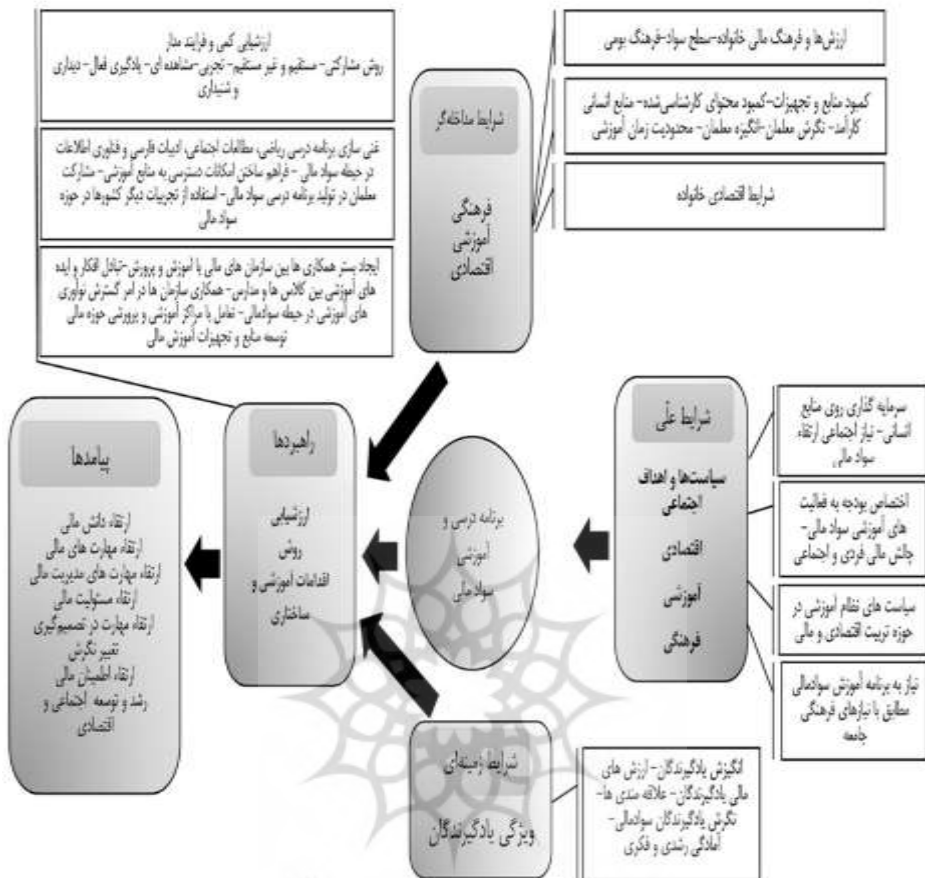 ارزش‌ها و فرهنگ مالی خانواده-سطح سواد-فرهنگ بومی
کمبود منابع و تجهیزات-کمبود محتوای کارشناسی‌شده- منابع انسانی
کارآمد- نگرش معلمان-انگیزه معلمان- محدودیت زمان آموزشی
شرایط اقتصادی خانواده
شرایط مداخله‌گر
فرهنگی
آموزشی
اقتصادی
ارزشیابی کمی و فرایند مدار
روش مشارکتی- مستقیم و غیر مستقیم- تجربی-مشاهده ای- یادگیری فعال- دیداری
و شنیداری
غنی سازی برنامه درسی ریاضی، مطالعات اجتماعی، ادبیات فارسی و فناوری اطلاعات
در حیطه سواد مالی - فراهم ساختن امکانات دسترسی به منابع آموزشی- مشارکت
معلمان در تولید برنامه درسی سواد مالی- استفاده از تجربیات دیگر کشورها در حوزه
سواد مالی
ایجاد بستر همکاری ها بین سازمان های مالی با آموزش و پرورش-تبادل افکار و ایده
های آموزشی بین کلاس ها و مدارس- همکاری سازمان ها در امر گسترش نوآوری
های آموزشی در حیطه سوادمالی- تعامل با مراکز آموزشی و پرورشی حوزه مالی
توسعه منابع و تجهیزات آموزش مالی
سرمایه گذاری روی منابع
انسانی- نیاز اجتماعی ارتقاء
سواد مالی
اختصاص بودجه به فعالیت
های آموزشی سواد مالی-
چالش مالی فردی و اجتماعی
سیاست های نظام آموزشی در
حوزه تربیت اقتصادی و مالی
نیاز به برنامه آموزش سوادمالی
مطابق با نیازهای فرهنگی
جامعه
شرایط علّی
سیاست‌ها و اهداف
اجتماعی
اقتصادی
آموزشی
فرهنگی
برنامه درسی و
آموزشی
سواد مالی
راهبردها
ارزشیابی
روش
اقدامات آموزشی و
ساختاری
پیامدها
ارتقاء دانش مالی
ارتقاء مهارت های مالی
ارتقاء مهارت های مدیریت مالی
ارتقاء مسئولیت مالی
ارتقاء مهارت در تصمیم‌گیری
تغییر نگرش
ارتقاء اطمینان مالی
رشد و توسعه اجتماعی و
اقتصادی
شرایط زمینه‌ای
ویژگی یادگیرندگان
انگیزش یادگیرندگان- ارزش های
مالی یادگیرندگان- علاقه مندی ها-
نگرش یادگیرندگان سوادمالی-
آمادگی رشدی و فکری